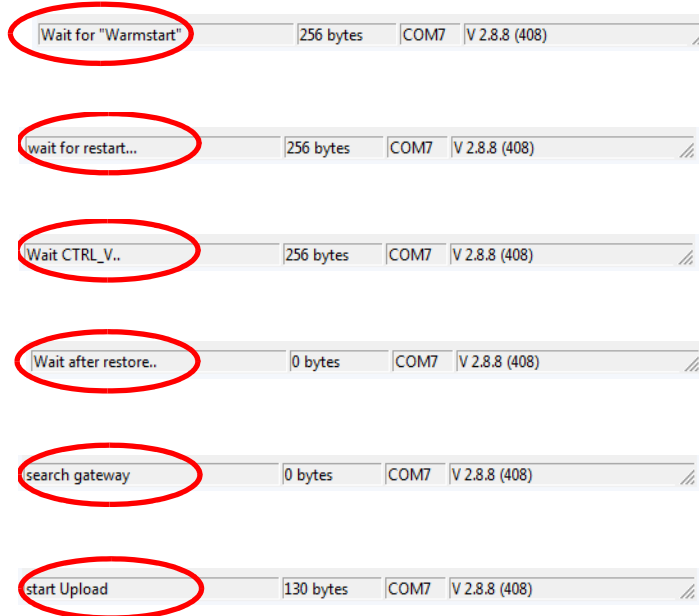 Wait for "Warmstart" 256 bytes COM7 V 2.8.8 (408)
wait for restart... 256 bytes COM7 V 2.8.8 (408)
Wait CTRL_V.. 256 bytes COM7 V 2.8.8 (408)
Wait after restore.. 0 bytes COM7 V 2.8.8 (408)
search gateway 0 bytes COM7 V 2.8.8 (408)
start Upload 130 bytes COM7 V 2.8.8 (408)